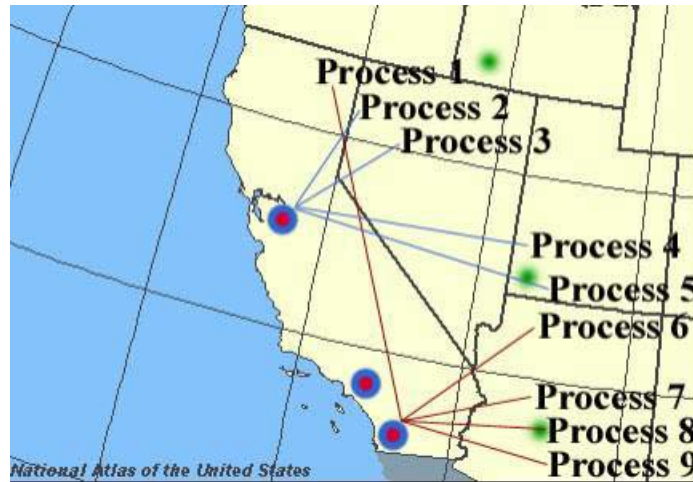 Process 1
Process 2
Process 3
Process 4
Process 5
Process 6
Process 7
Process 8
Process 9
National Atlas of the United States